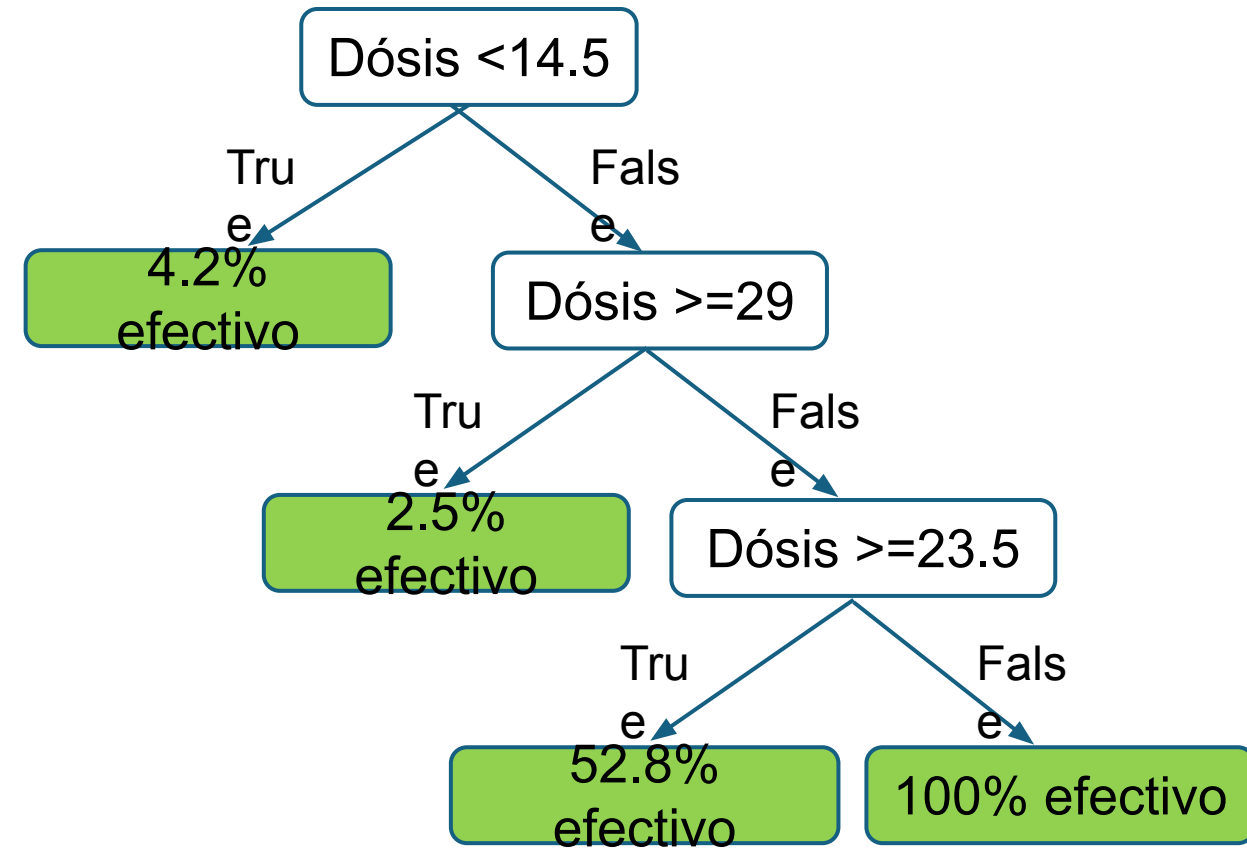 Dósis <14.5
Tru
e
Fals
e
4.2%
efectivo
Dósis >=29
Tru
e
Fals
e
2.5%
efectivo
Dósis >=23.5
Tru
e
Fals
e
52.8%
efectivo
100% efectivo